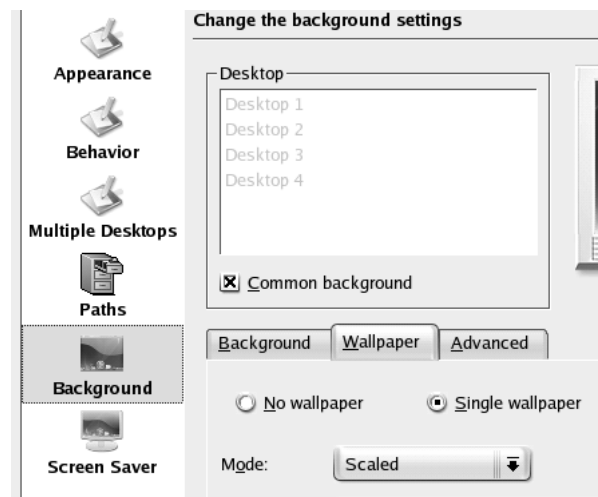 Change the background settings
Appearance
Behavior
Multiple Desktops
Paths
Background
Screen Saver
Desktop
Desktop 1
Desktop 2
Desktop 3
Desktop 4
Common background
Background Wallpaper Advanced
No wallpaper Single wallpaper
Mode: Scaled